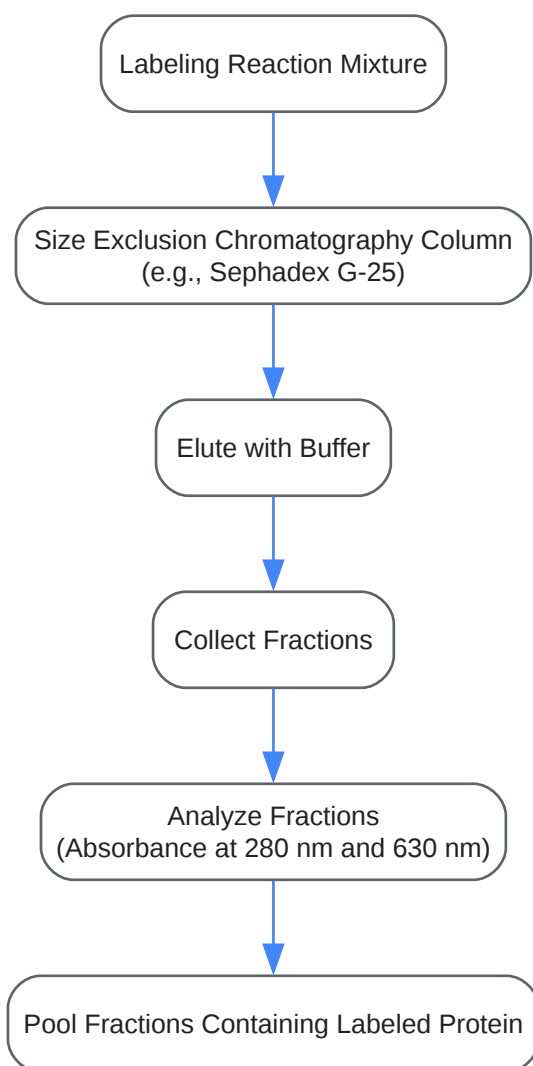 Labeling Reaction Mixture
Size Exclusion Chromatography Column
(e.g., Sephadex G-25)
Elute with Buffer
Collect Fractions
Analyze Fractions
(Absorbance at 280 nm and 630 nm)
Pool Fractions Containing Labeled Protein